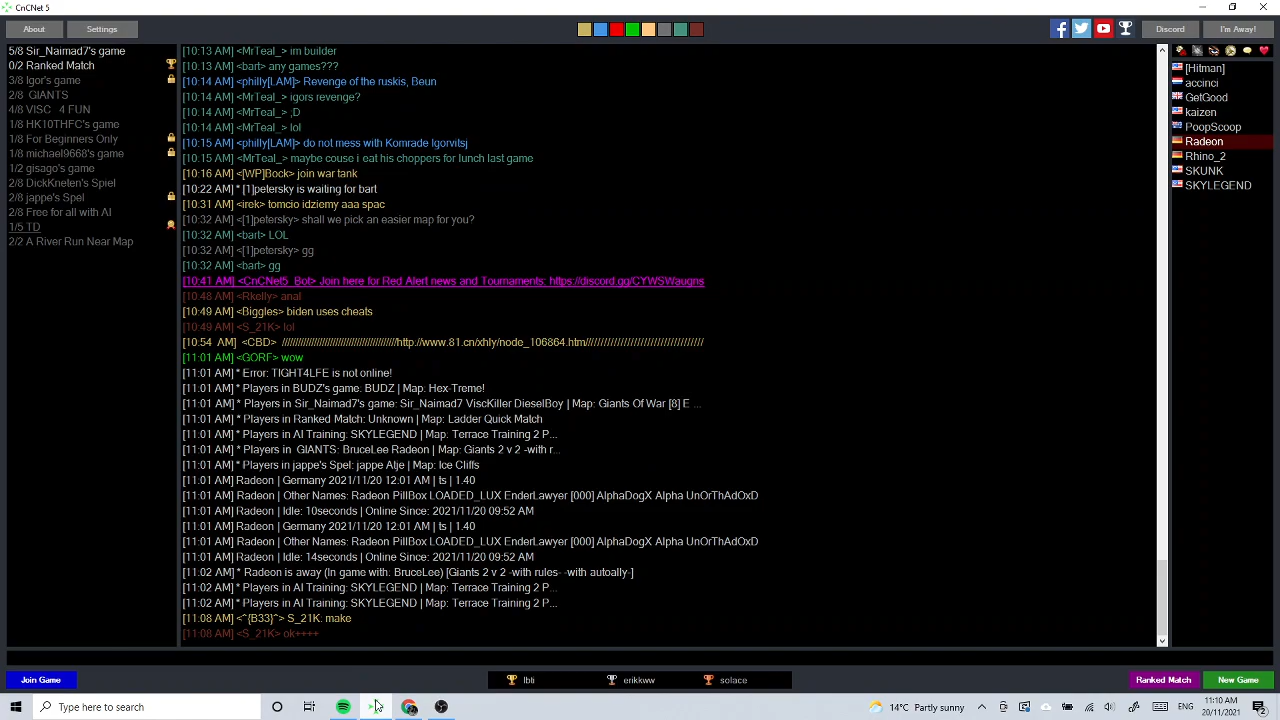 CnCNet 5
About
Settings
Discord
I'm Away!
5/8 Sir_Naimad7's game
0/2 Ranked Match
3/8 Igor's game
2/8 GIANTS
4/8 VISC 4 FUN
1/8 HK10THFC's game
1/8 For Beginners Only
1/8 michael9668's game
1/2 gisago's game
2/8 DickKneten's Spiel
2/8 jappe's Spel
2/8 Free for all with AI
1/5 TD
2/2 A River Run Near Map
[10:13 AM] <MrTeal_> im builder
[10:13 AM] <bart> any games???
[10:14 AM] <philly[LAM]> Revenge of the ruskis, Beun
[10:14 AM] <MrTeal_> igors revenge?
[10:14 AM] <MrTeal_> ;D
[10:14 AM] <MrTeal_> lol
[10:15 AM] <philly[LAM]> do not mess with Komrade Igorvitsj
[10:15 AM] <MrTeal_> maybe couse i eat his choppers for lunch last game
[10:16 AM] <[WP]Bock> join war tank
[10:22 AM] * [1]petersky is waiting for bart
[10:31 AM] <irek> tomcio idziemy aaa spac
[10:32 AM] <[1]petersky> shall we pick an easier map for you?
[10:32 AM] <bart> LOL
[10:32 AM] <[1]petersky> gg
[10:32 AM] <bart> gg
[10:41 AM] <CnCNet5_Bot> Join here for Red Alert news and Tournaments: https://discord.gg/CYWSWaugns
[10:48 AM] <Rkelly> anal
[10:49 AM] <Biggles> biden uses cheats
[10:49 AM] <S_21K> lol
[10:54 AM] <CBD> ////////////////////////////////////////http://www.81.cn/xhly/node_106864.htm////////////////////////////////
[11:01 AM] <GORF> wow
[11:01 AM] * Error: TIGHT4LFE is not online!
[11:01 AM] * Players in BUDZ's game: BUDZ | Map: Hex-Treme!
[11:01 AM] * Players in Sir_Naimad7's game: Sir_Naimad7 ViscKiller DieselBoy | Map: Giants Of War [8] E ...
[11:01 AM] * Players in Ranked Match: Unknown | Map: Ladder Quick Match
[11:01 AM] * Players in AI Training: SKYLEGEND | Map: Terrace Training 2 P...
[11:01 AM] * Players in GIANTS: BruceLee Radeon | Map: Giants 2 v 2 -with r...
[11:01 AM] * Players in jappe's Spel: jappe Atje | Map: Ice Cliffs
[11:01 AM] Radeon | Germany 2021/11/20 12:01 AM | ts | 1.40
[11:01 AM] Radeon | Other Names: Radeon PillBox LOADED_LUX EnderLawyer [000] AlphaDogX Alpha UnOrThAdOxD
[11:01 AM] Radeon | Idle: 10seconds | Online Since: 2021/11/20 09:52 AM
[11:01 AM] Radeon | Germany 2021/11/20 12:01 AM | ts | 1.40
[11:01 AM] Radeon | Other Names: Radeon PillBox LOADED_LUX EnderLawyer [000] AlphaDogX Alpha UnOrThAdOxD
[11:01 AM] Radeon | Idle: 14seconds | Online Since: 2021/11/20 09:52 AM
[11:02 AM] * Radeon is away (In game with: BruceLee) [Giants 2 v 2 -with rules- -with autoally-]
[11:02 AM] * Players in AI Training: SKYLEGEND | Map: Terrace Training 2 P...
[11:02 AM] * Players in AI Training: SKYLEGEND | Map: Terrace Training 2 P...
[11:08 AM] <^{B33}^> S_21K: make
[11:08 AM] <S_21K> ok++++
[Hitman]
accinci
GetGood
kaizen
PoopScoop
Radeon
Rhino_2
SKUNK
SKYLEGEND
Join Game
lbti
erikkww
solace
Ranked Match
New Game
Type here to search
14°C Partly sunny
ENG
11:10 AM
20/11/2021
2